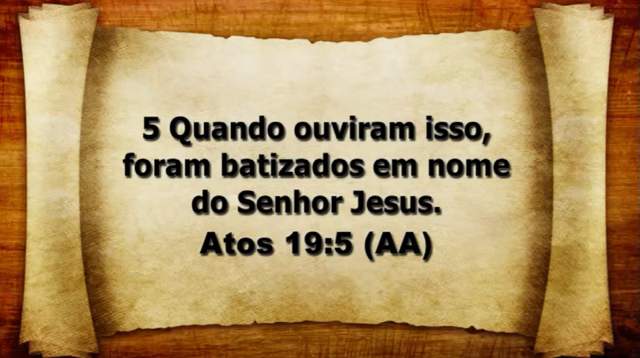 5 Quando ouviram isso,
foram batizados em nome
do Senhor Jesus.
Atos 19:5 (AA)